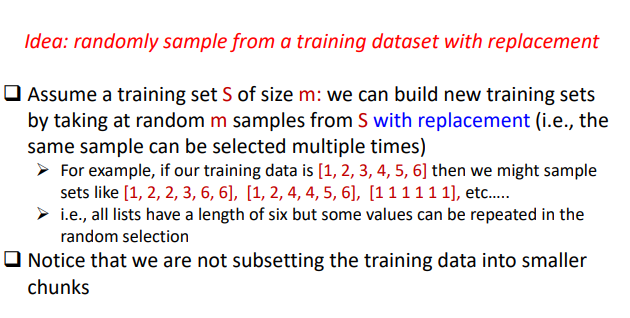 Idea: randomly sample from a training dataset with replacement
❑ Assume a training set S of size m: we can build new training sets
by taking at random m samples from S with replacement (i.e., the
same sample can be selected multiple times)
➢ For example, if our training data is [1, 2, 3, 4, 5, 6] then we might sample
sets like [1, 2, 2, 3, 6, 6], [1, 2, 4, 4, 5, 6], [1 1 1 1 1 1], etc.....
➢ i.e., all lists have a length of six but some values can be repeated in the
random selection
❑ Notice that we are not subsetting the training data into smaller
chunks